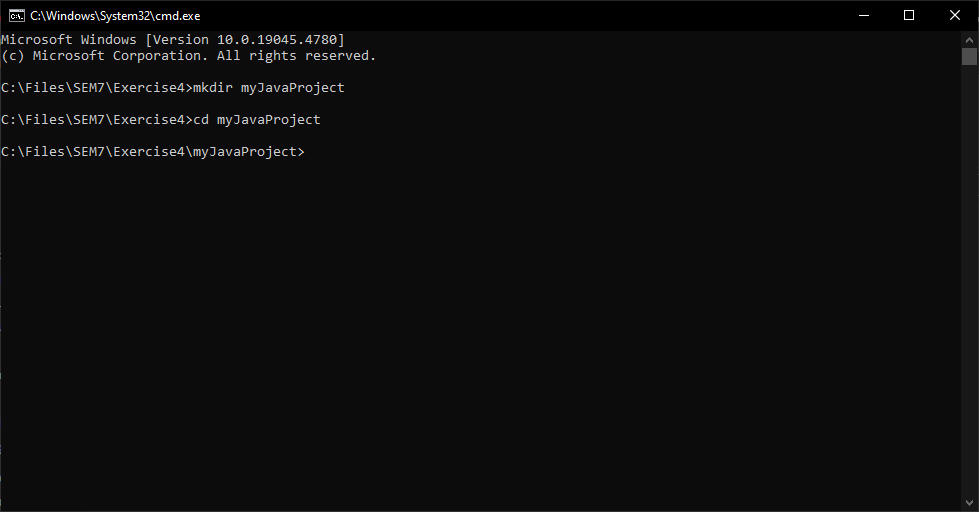 C:\Windows\System32\cmd.exe
Microsoft Windows [Version 10.0.19045.4780]
(c) Microsoft Corporation. All rights reserved.
C:\Files\SEM7\Exercise4>mkdir myJavaProject
C:\Files\SEM7\Exercise4>cd myJavaProject
C:\Files\SEM7\Exercise4\myJavaProject>